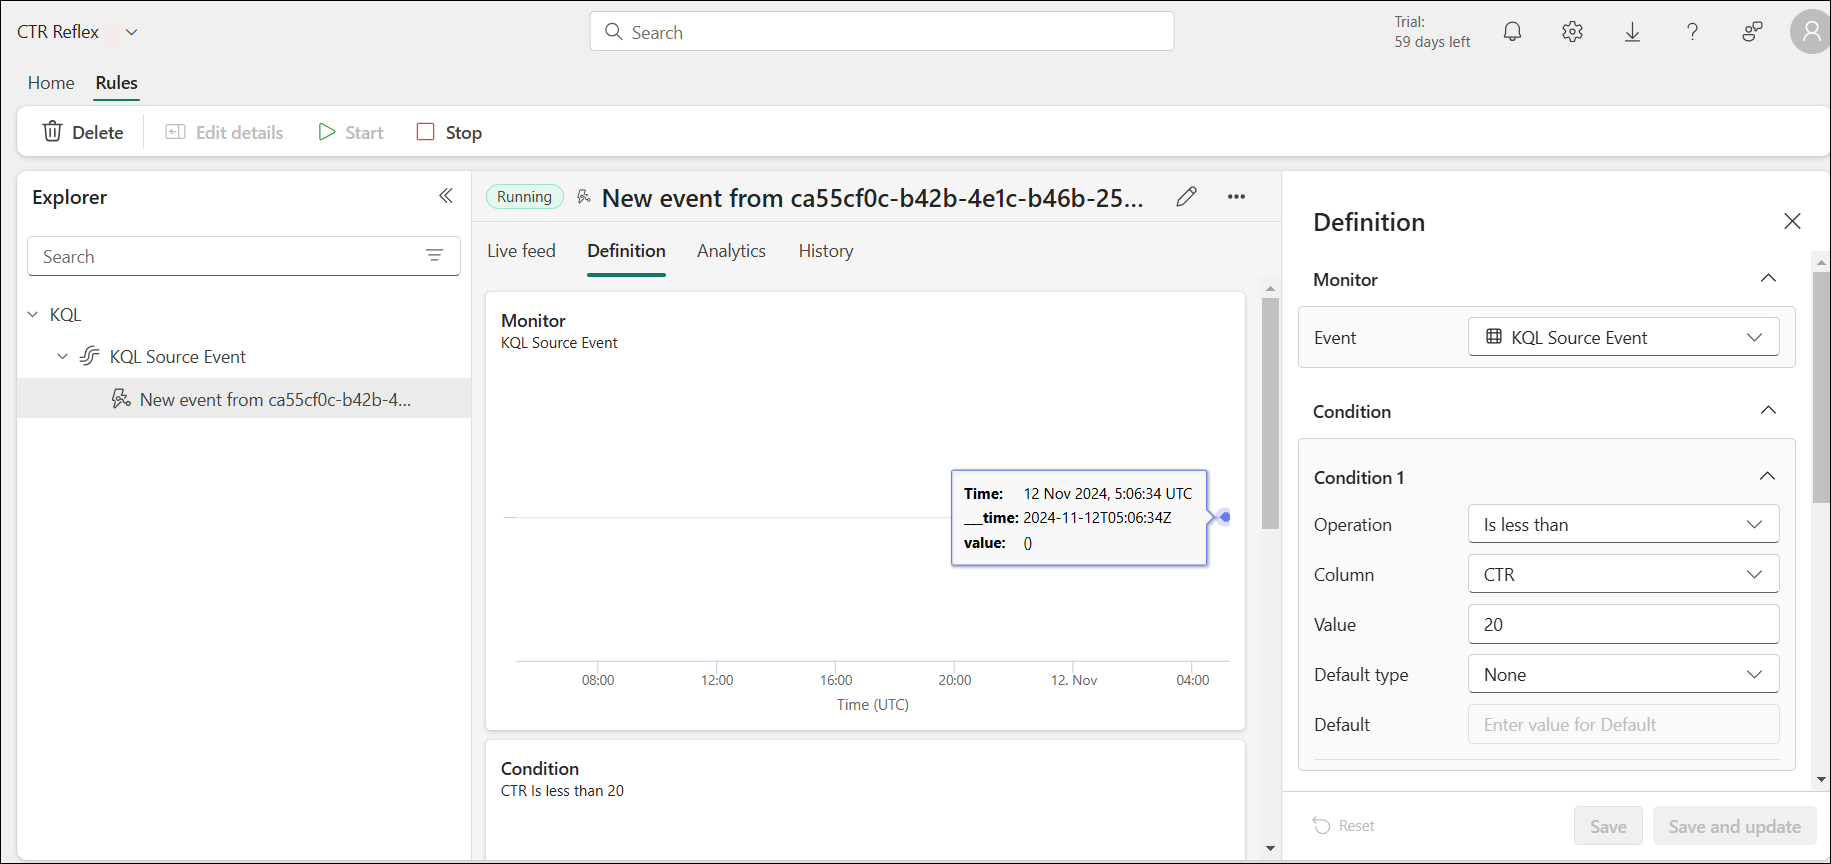 CTR Reflex
Search
Trial:
59 days left
Home
Rules
Delete
Edit details
Start
Stop
Explorer
Search
KQL
KQL Source Event
New event from ca55cf0c-b42b-4...
Running
New event from ca55cf0c-b42b-4e1c-b46b-25...
Live feed
Definition
Analytics
History
Monitor
KQL Source Event
Time: 12 Nov 2024, 5:06:34 UTC
___time: 2024-11-12T05:06:34Z
value: ()
08:00
12:00
16:00
20:00
12. Nov
04:00
Time (UTC)
Condition
CTR Is less than 20
Definition
Monitor
Event
KQL Source Event
Condition
Condition 1
Operation
Is less than
Column
CTR
Value
20
Default type
None
Default
Enter value for Default
Reset
Save
Save and update